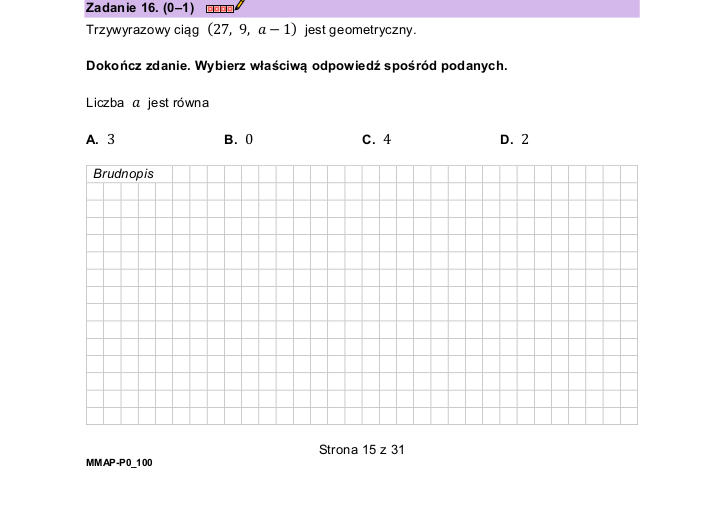 Zadanie 16. (0–1)
Trzywyrazowy ciąg (27, 9, a − 1) jest geometryczny.
Dokończ zdanie. Wybierz właściwą odpowiedź spośród podanych.
Liczba a jest równa
A. 3 B. 0 C. 4 D. 2
Brudnopis
Strona 15 z 31
MMAP-P0_100